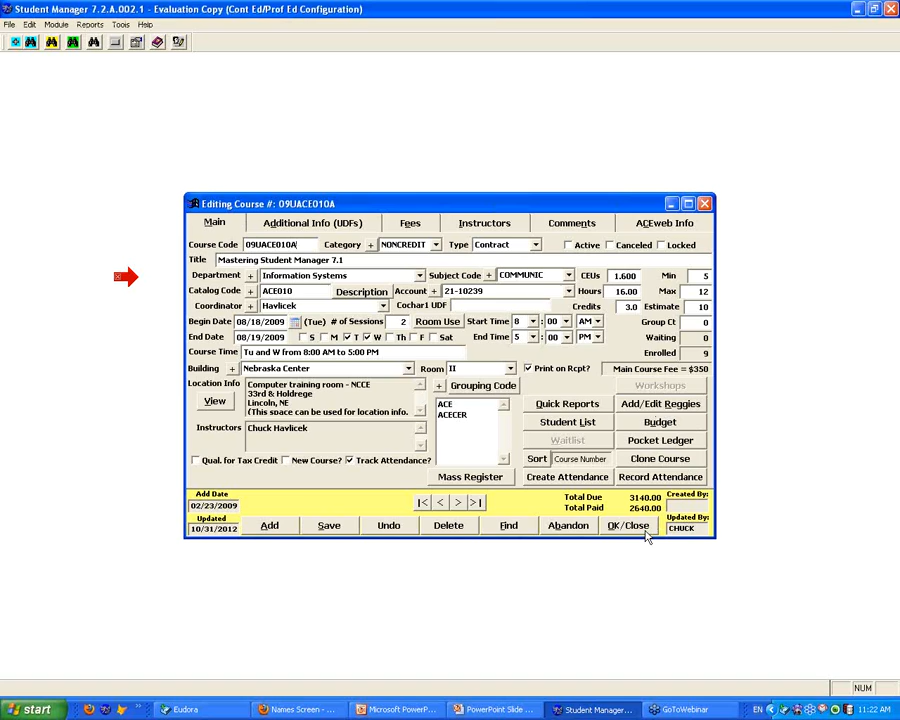 Student Manager 7.2.A.002.1 - Evaluation Copy (Cont Ed/Prof Ed Configuration)
File Edit Module Reports Tools Help
Editing Course #: 09UACE010A
Main Additional Info (UDFs) Fees Instructors Comments ACEweb Info
Course Code 09UACE010A Category + NONCREDIT Type Contract Active Canceled Locked
Title Mastering Student Manager 7.1
Department + Information Systems Subject Code + COMMUNIC CEUs 1.600 Min 5
Catalog Code + ACE010 Description Account + 21-10239 Hours 16.00 Max 12
Coordinator + Havlicek Cochar1 UDF Credits 3.0 Estimate 10
Begin Date 08/18/2009 (Tue) # of Sessions 2 Room Use Start Time 8 : 00 AM Group Ct 0
End Date 08/19/2009 S M T W Th F Sat End Time 5 : 00 PM Waiting 0
Course Time Tu and W from 8:00 AM to 5:00 PM Enrolled 9
Building + Nebraska Center Room II Print on Rcpt? Main Course Fee = $350
Location Info Computer training room - NCCE
33rd & Holdrege
Lincoln, NE
(This space can be used for location info.
View
+ Grouping Code
ACE
ACECER
Workshops
Quick Reports Add/Edit Reggies
Student List Budget
Waitlist Pocket Ledger
Instructors Chuck Havlicek
Sort Course Number Clone Course
Qual. for Tax Credit New Course? Track Attendance?
Mass Register Create Attendance Record Attendance
Add Date
02/23/2009
Updated
10/31/2012
|< < > >|
Total Due 3140.00
Total Paid 2640.00
Created By:
Updated By:
CHUCK
Add Save Undo Delete Find Abandon OK/Close
NUM
start Eudora Names Screen - ... Microsoft PowerP... PowerPoint Slide ... Student Manager... GoToWebinar EN 11:22 AM